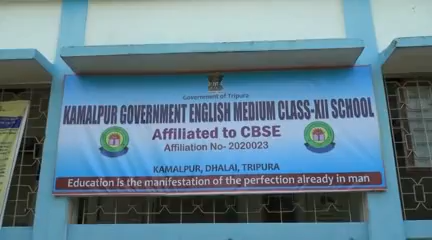 Government of Tripura
KAMALPUR GOVERNMENT ENGLISH MEDIUM CLASS-XII SCHOOL
Affiliated to CBSE
Affiliation No- 2020023
KAMALPUR, DHALAI, TRIPURA
Education is the manifestation of the perfection already in man